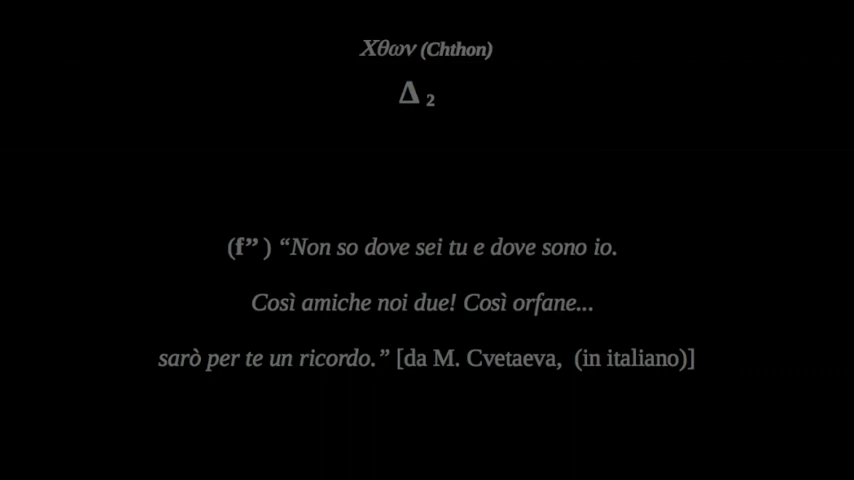 Χθων (Chthon)
Δ 2
(f” ) “Non so dove sei tu e dove sono io.
Così amiche noi due! Così orfane...
sarò per te un ricordo.” [da M. Cvetaeva, (in italiano)]